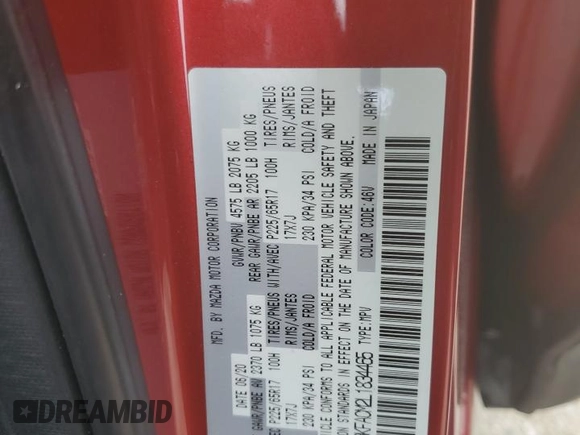 MFD. BY MAZDA MOTOR CORPORATION
DATE 06/20 GVWR/PNBV 4575 LB 2075 KG
GAWR/PNBE AV 2370 LB 1075 KG REAR GAWR/PNBE AR 2205 LB 1000 KG
P225/65R17 100H TIRES/PNEUS WITH/AVEC P225/65R17 100H TIRES/PNEUS
17X7J RIMS/JANTES 17X7J RIMS/JANTES
230 KPA/34 PSI COLD/A FROID 230 KPA/34 PSI COLD/A FROID
CONFORMS TO ALL APPLICABLE FEDERAL MOTOR VEHICLE SAFETY AND THEFT
STANDARDS IN EFFECT ON THE DATE OF MANUFACTURE SHOWN ABOVE.
TYPE:MPV COLOR CODE:46V MADE IN JAPAN
DREAMBID